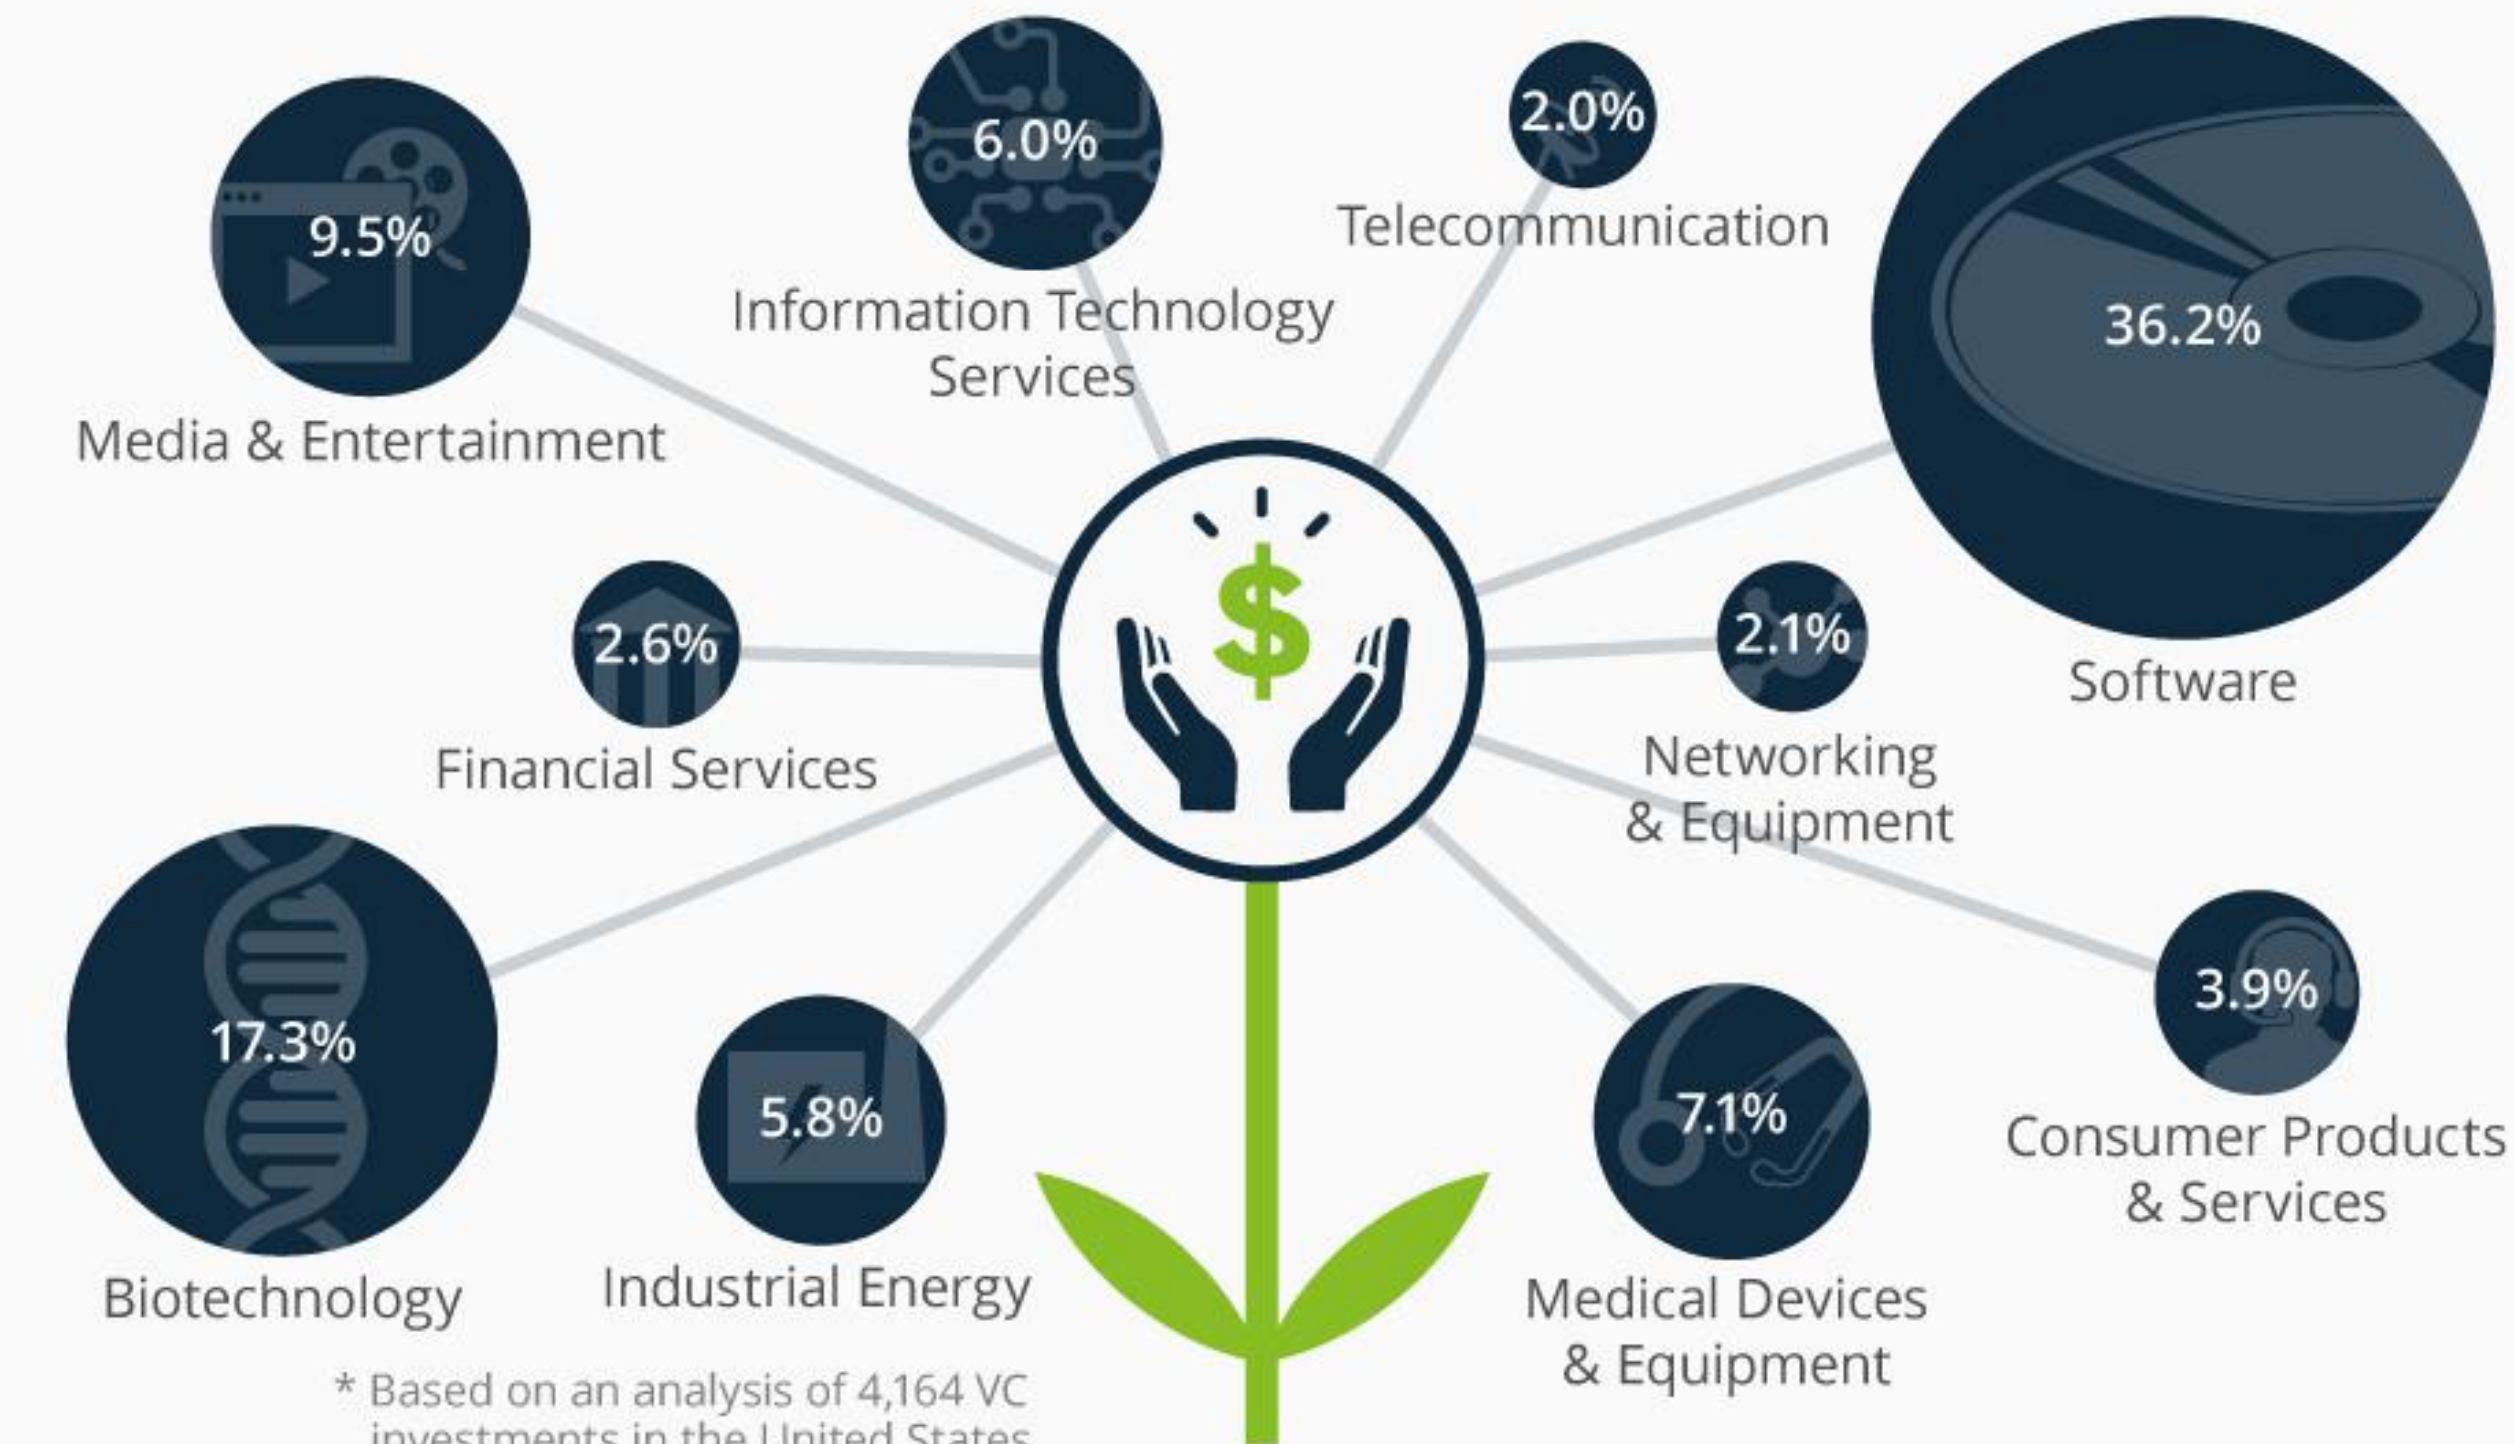 6.0%
Information Technology
Services
2.0%
Telecommunication
36.2%
Software
9.5%
Media & Entertainment
2.6%
Financial Services
2.1%
Networking
& Equipment
17.3%
Biotechnology
5.8%
Industrial Energy
7.1%
Medical Devices
& Equipment
3.9%
Consumer Products
& Services
$
* Based on an analysis of 4,164 VC
investments in the United States